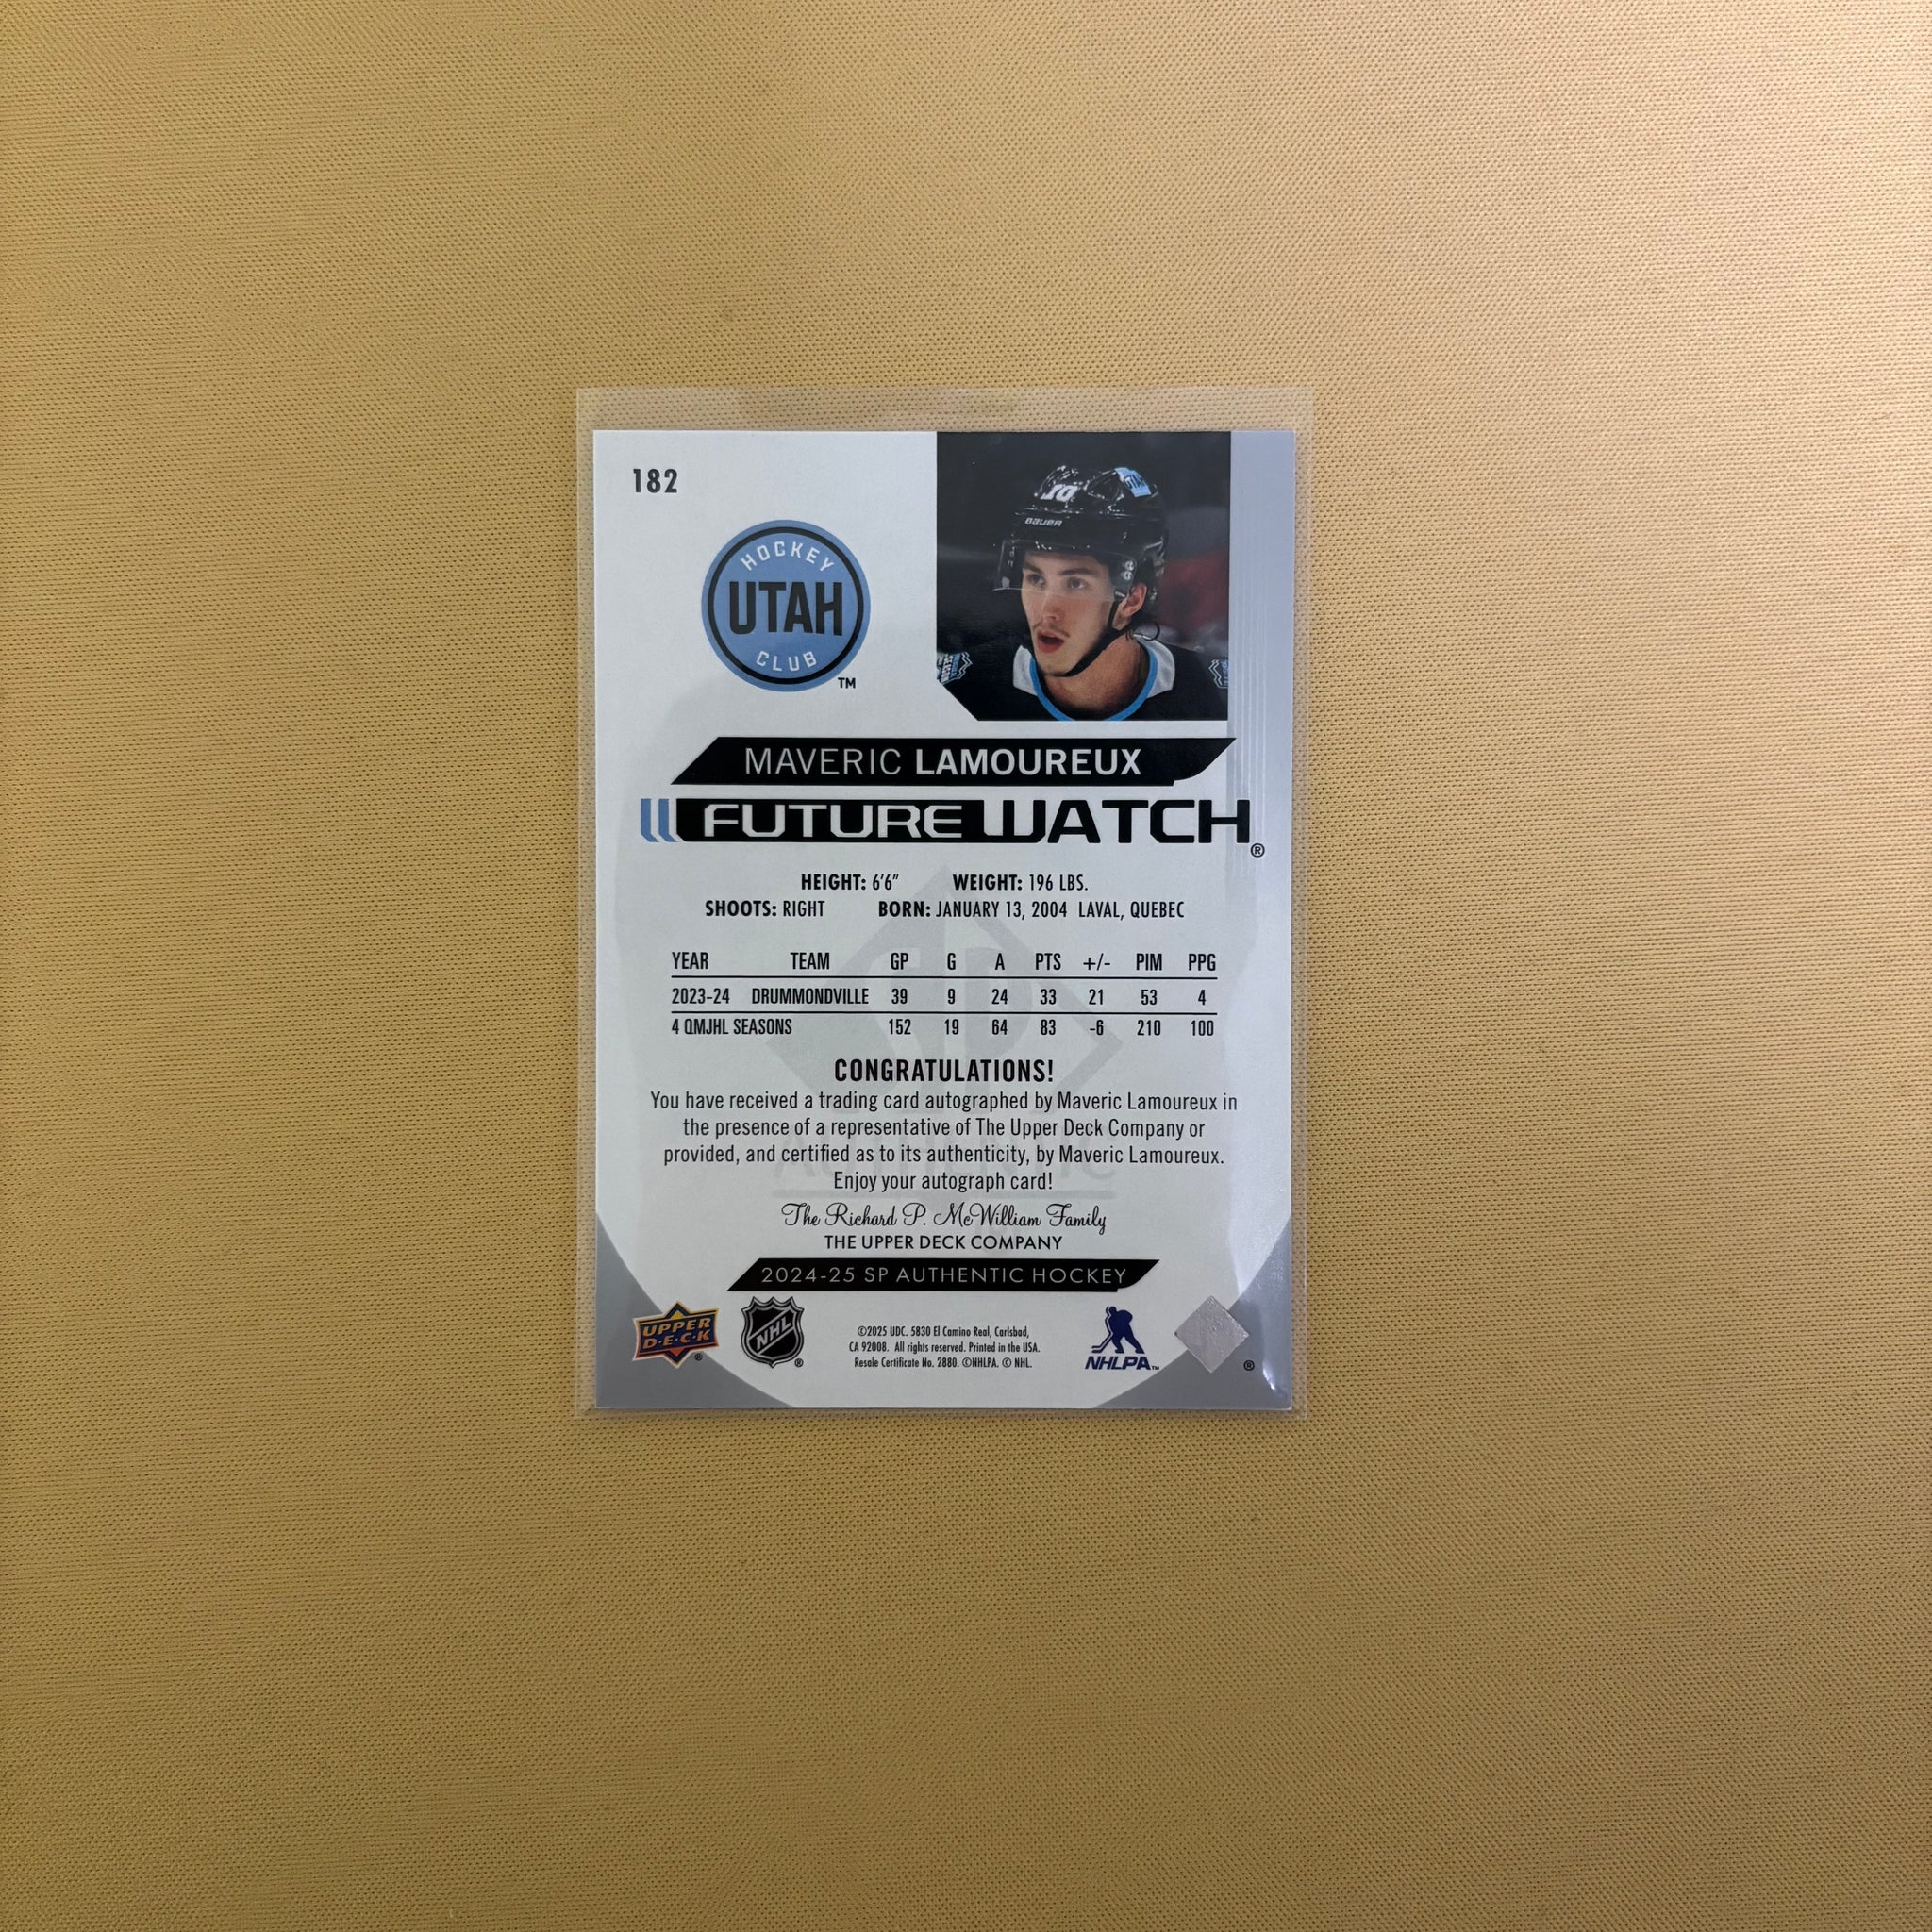 182
HOCKEY
UTAH
CLUB
TM
BAUER
MAVERIC LAMOUREUX
FUTURE WATCH®
HEIGHT: 6'6" WEIGHT: 196 LBS.
SHOOTS: RIGHT BORN: JANUARY 13, 2004 LAVAL, QUEBEC
YEAR TEAM GP G A PTS +/- PIM PPG
2023-24 DRUMMONDVILLE 39 9 24 33 21 53 4
4 QMJHL SEASONS 152 19 64 83 -6 210 100
CONGRATULATIONS!
You have received a trading card autographed by Maveric Lamoureux in
the presence of a representative of The Upper Deck Company or
provided, and certified as to its authenticity, by Maveric Lamoureux.
Enjoy your autograph card!
The Richard P. McWilliam Family
THE UPPER DECK COMPANY
2024-25 SP AUTHENTIC HOCKEY
UPPER
D·E·C·K
®
NHL
®
©2025 UDC. 5830 El Camino Real, Carlsbad,
CA 92008. All rights reserved. Printed in the USA.
Resale Certificate No. 2880. ©NHLPA. © NHL.
NHLPA™
®